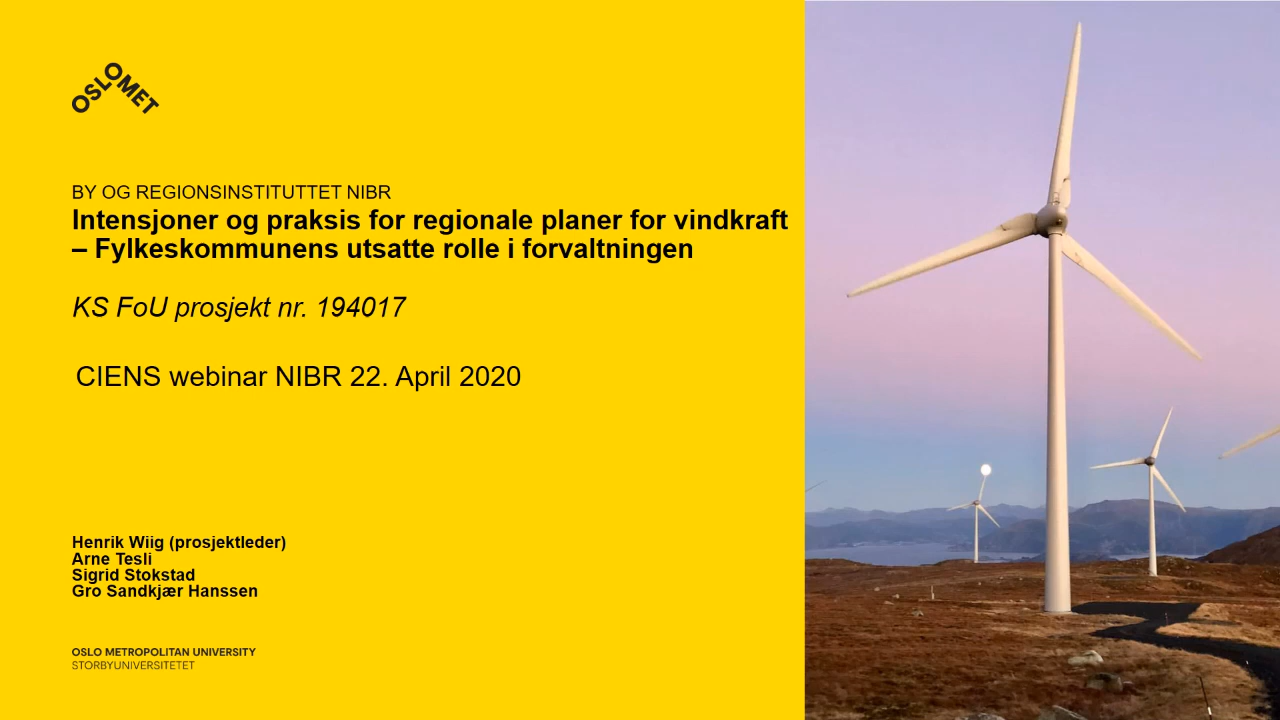 OSLOMET
BY OG REGIONSINSTITUTTET NIBR
Intensjoner og praksis for regionale planer for vindkraft
– Fylkeskommunens utsatte rolle i forvaltningen
KS FoU prosjekt nr. 194017
CIENS webinar NIBR 22. April 2020
Henrik Wiig (prosjektleder)
Arne Tesli
Sigrid Stokstad
Gro Sandkjær Hanssen
OSLO METROPOLITAN UNIVERSITY
STORBYUNIVERSITETET